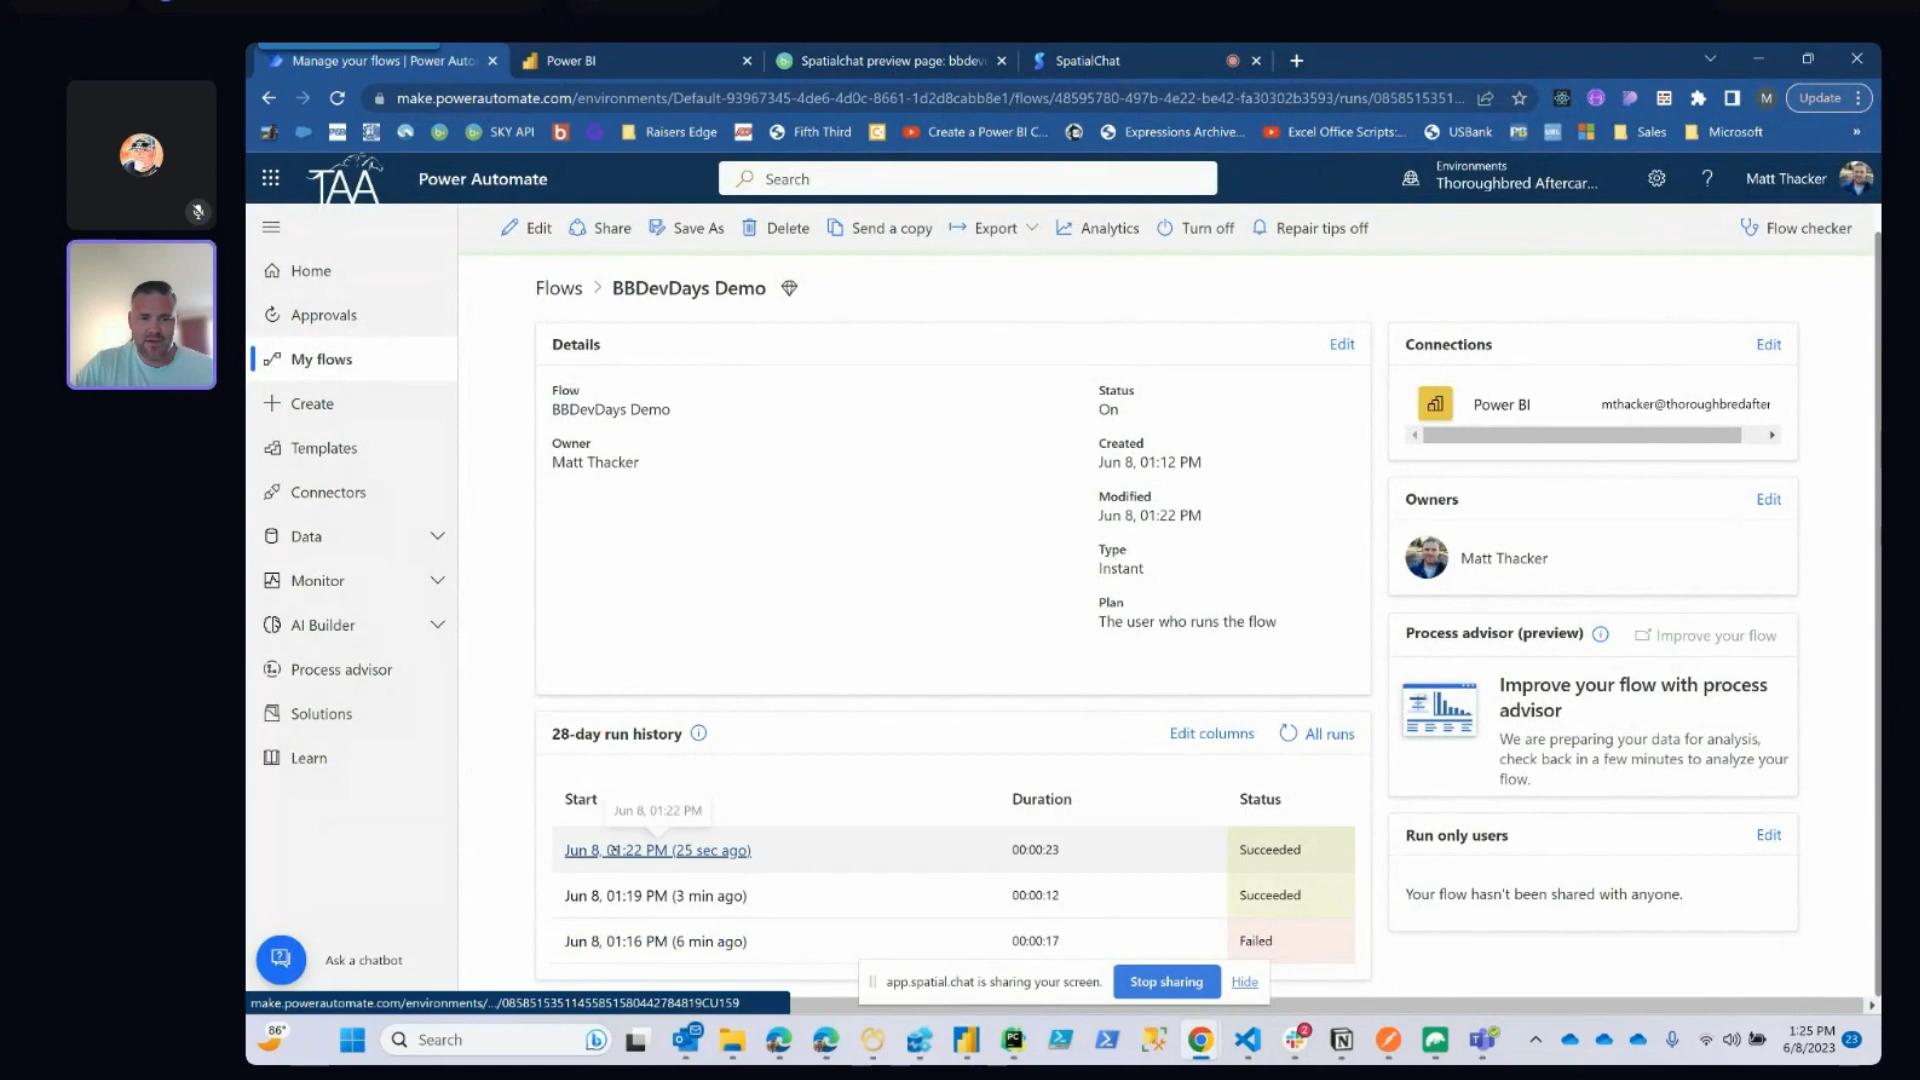 Manage your flows | Power Auto
Power BI
Spatialchat preview page: bbdev
SpatialChat
make.powerautomate.com/environments/Default-93967345-4de6-4d0c-8661-1d2d8cabb8e1/flows/48595780-497b-4e22-be42-fa30302b3593/runs/0858515351...
M
Update
SKY API
Raisers Edge
Fifth Third
Create a Power BI C...
Expressions Archive...
Excel Office Scripts:...
USBank
Sales
Microsoft
»
TAA
Power Automate
Search
Environments
Thoroughbred Aftercar...
?
Matt Thacker
Edit
Share
Save As
Delete
Send a copy
Export
Analytics
Turn off
Repair tips off
Flow checker
Home
Approvals
My flows
Create
Templates
Connectors
Data
Monitor
AI Builder
Process advisor
Solutions
Learn
Ask a chatbot
Flows > BBDevDays Demo
Details
Edit
Flow
BBDevDays Demo
Owner
Matt Thacker
Status
On
Created
Jun 8, 01:12 PM
Modified
Jun 8, 01:22 PM
Type
Instant
Plan
The user who runs the flow
28-day run history
Edit columns
All runs
Start
Duration
Status
Jun 8, 01:22 PM
Jun 8, 01:22 PM (25 sec ago)
00:00:23
Succeeded
Jun 8, 01:19 PM (3 min ago)
00:00:12
Succeeded
Jun 8, 01:16 PM (6 min ago)
00:00:17
Failed
Connections
Edit
Power BI
mthacker@thoroughbredafter
Owners
Edit
Matt Thacker
Process advisor (preview)
Improve your flow
Improve your flow with process
advisor
We are preparing your data for analysis,
check back in a few minutes to analyze your
flow.
Run only users
Edit
Your flow hasn't been shared with anyone.
app.spatial.chat is sharing your screen.
Stop sharing
Hide
make.powerautomate.com/environments/.../08585153511455851580442784819CU159
86°
Search
2
1:25 PM
6/8/2023
23